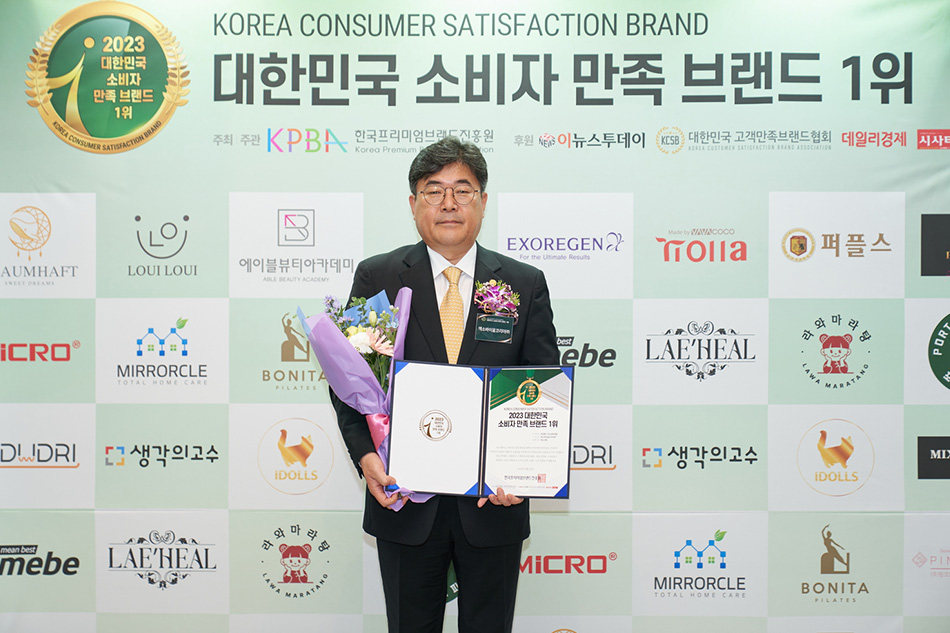 KOREA CONSUMER SATISFACTION BRAND
대한민국 소비자 만족 브랜드 1위
2023
대한민국
소비자
만족 브랜드
1위
KOREA CONSUMER SATISFACTION BRAND
주최 주관 KPBA 한국프리미엄브랜드진흥원
Korea Premium
후원 이뉴스투데이
KCSB 대한민국 고객만족브랜드협회
KOREA CUSTOMER SATISFACTION BRAND ASSOCIATION
데일리경제
시사타
AUMHAFT
SWEET DREAMS
LOUI LOUI
에이블뷰티아카데미
ABLE BEAUTY ACADEMY
EXOREGEN
For the Ultimate Results
Made by COCO
Trolla
퍼플스
MICRO
MIRRORCLE
TOTAL HOME CARE
BONITA
PILATES
best
mebe
LAE'HEAL
라와마라탕
LAWA MARATANG
POR
2023 대한민국
소비자 만족 브랜드 1위
DUDRI
생각의고수
IDOLLS
DRI
생각의고수
IDOLLS
MIX
mean best
mebe
LAE'HEAL
라와마라탕
LAWA MARATANG
MICRO
MIRRORCLE
TOTAL HOME CARE
BONITA
PILATES